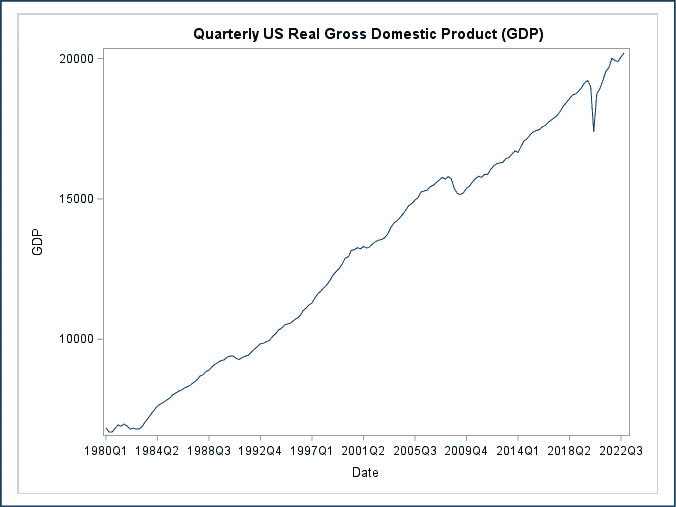 Quarterly US Real Gross Domestic Product (GDP)
20000
15000
10000
GDP
1980Q1 1984Q2 1988Q3 1992Q4 1997Q1 2001Q2 2005Q3 2009Q4 2014Q1 2018Q2 2022Q3
Date